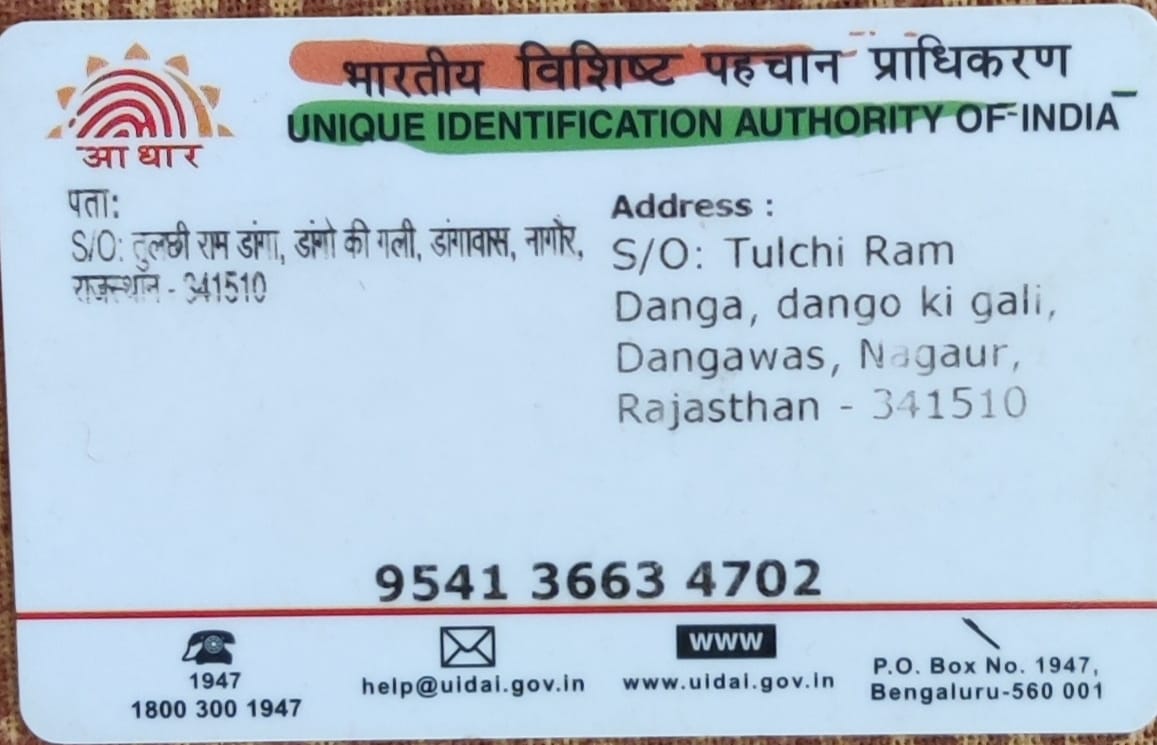 भारतीय विशिष्ट पहचान प्राधिकरण
UNIQUE IDENTIFICATION AUTHORITY OF INDIA
आधार
पता:
S/O: तुलछी राम डांगा, डांगो की गली, डांगावास, नागौर,
राजस्थान - 341510
Address :
S/O: Tulchi Ram
Danga, dango ki gali,
Dangawas, Nagaur,
Rajasthan - 341510
9541 3663 4702
1947
1800 300 1947
help@uidai.gov.in
WWW
www.uidai.gov.in
P.O. Box No. 1947,
Bengaluru-560 001